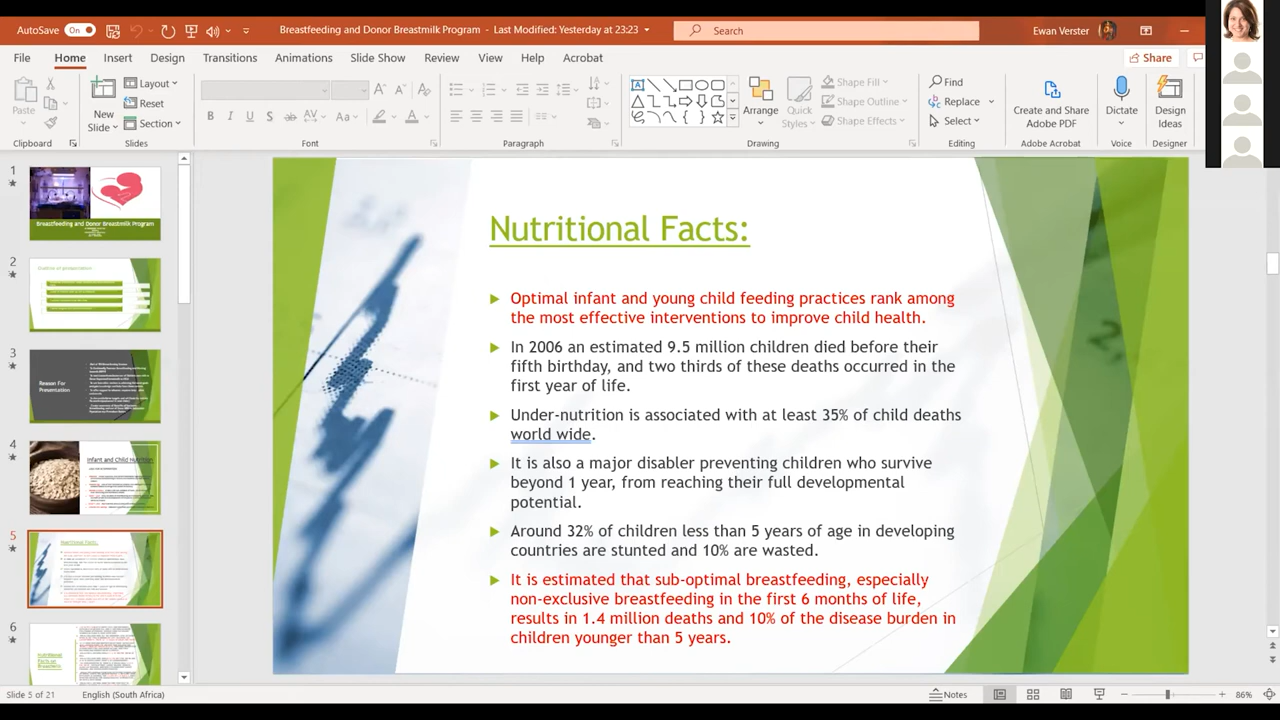 AutoSave On
Breastfeeding and Donor Breastmilk Program - Last Modified: Yesterday at 23:23
Search
Ewan Verster
File Home Insert Design Transitions Animations Slide Show Review View Help Acrobat Share
Paste
Clipboard
New Slide
Layout
Reset
Section
Slides
Font
Paragraph
Arrange
Quick Styles
Shape Fill
Shape Outline
Shape Effects
Drawing
Find
Replace
Select
Editing
Create and Share Adobe PDF
Adobe Acrobat
Dictate
Voice
Design Ideas
Designer
1
Breastfeeding and Donor Breastmilk Program
2
Outline of presentation
3
Reason For Presentation
4
Infant and Child Nutrition
5
Nutritional Facts:
6
Nutritional:
Facts:
• Optimal infant and young child feeding practices rank among
the most effective interventions to improve child health.
In 2006 an estimated 9.5 million children died before their
fifth birthday, and two thirds of these deaths occurred in the
first year of life.
Under-nutrition is associated with at least 35% of child deaths
world wide.
It is also a major disabler preventing children who survive
beyond 1 year, from reaching their full developmental
potential.
Around 32% of children less than 5 years of age in developing
countries are stunted and 10% are wasted.
It is estimated that sub-optimal breastfeeding, especially
non-exclusive breastfeeding in the first 6 months of life,
results in 1.4 million deaths and 10% of the disease burden in
children younger than 5 years.
Slide 5 of 21
English (South Africa)
Notes
86%